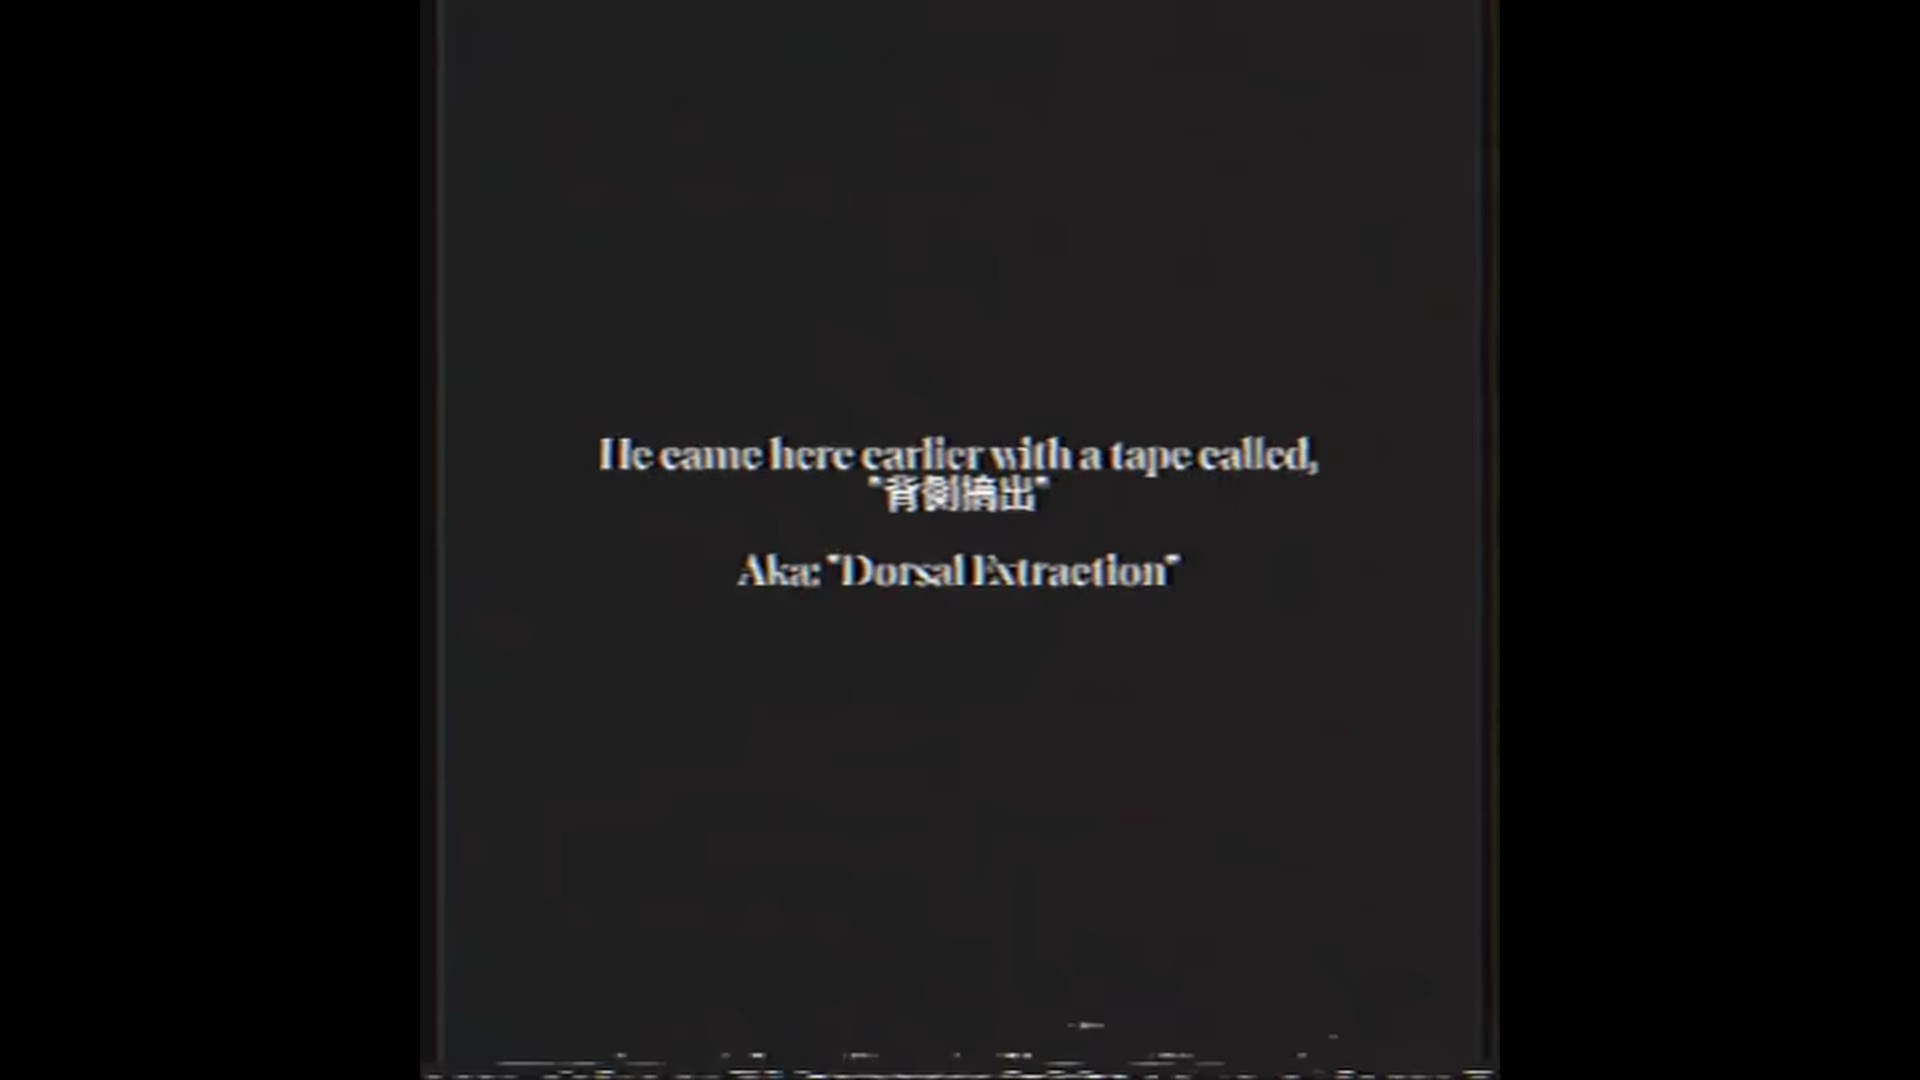 He came here earlier with a tape called,
"背側摘出"
Aka: "Dorsal Extraction"